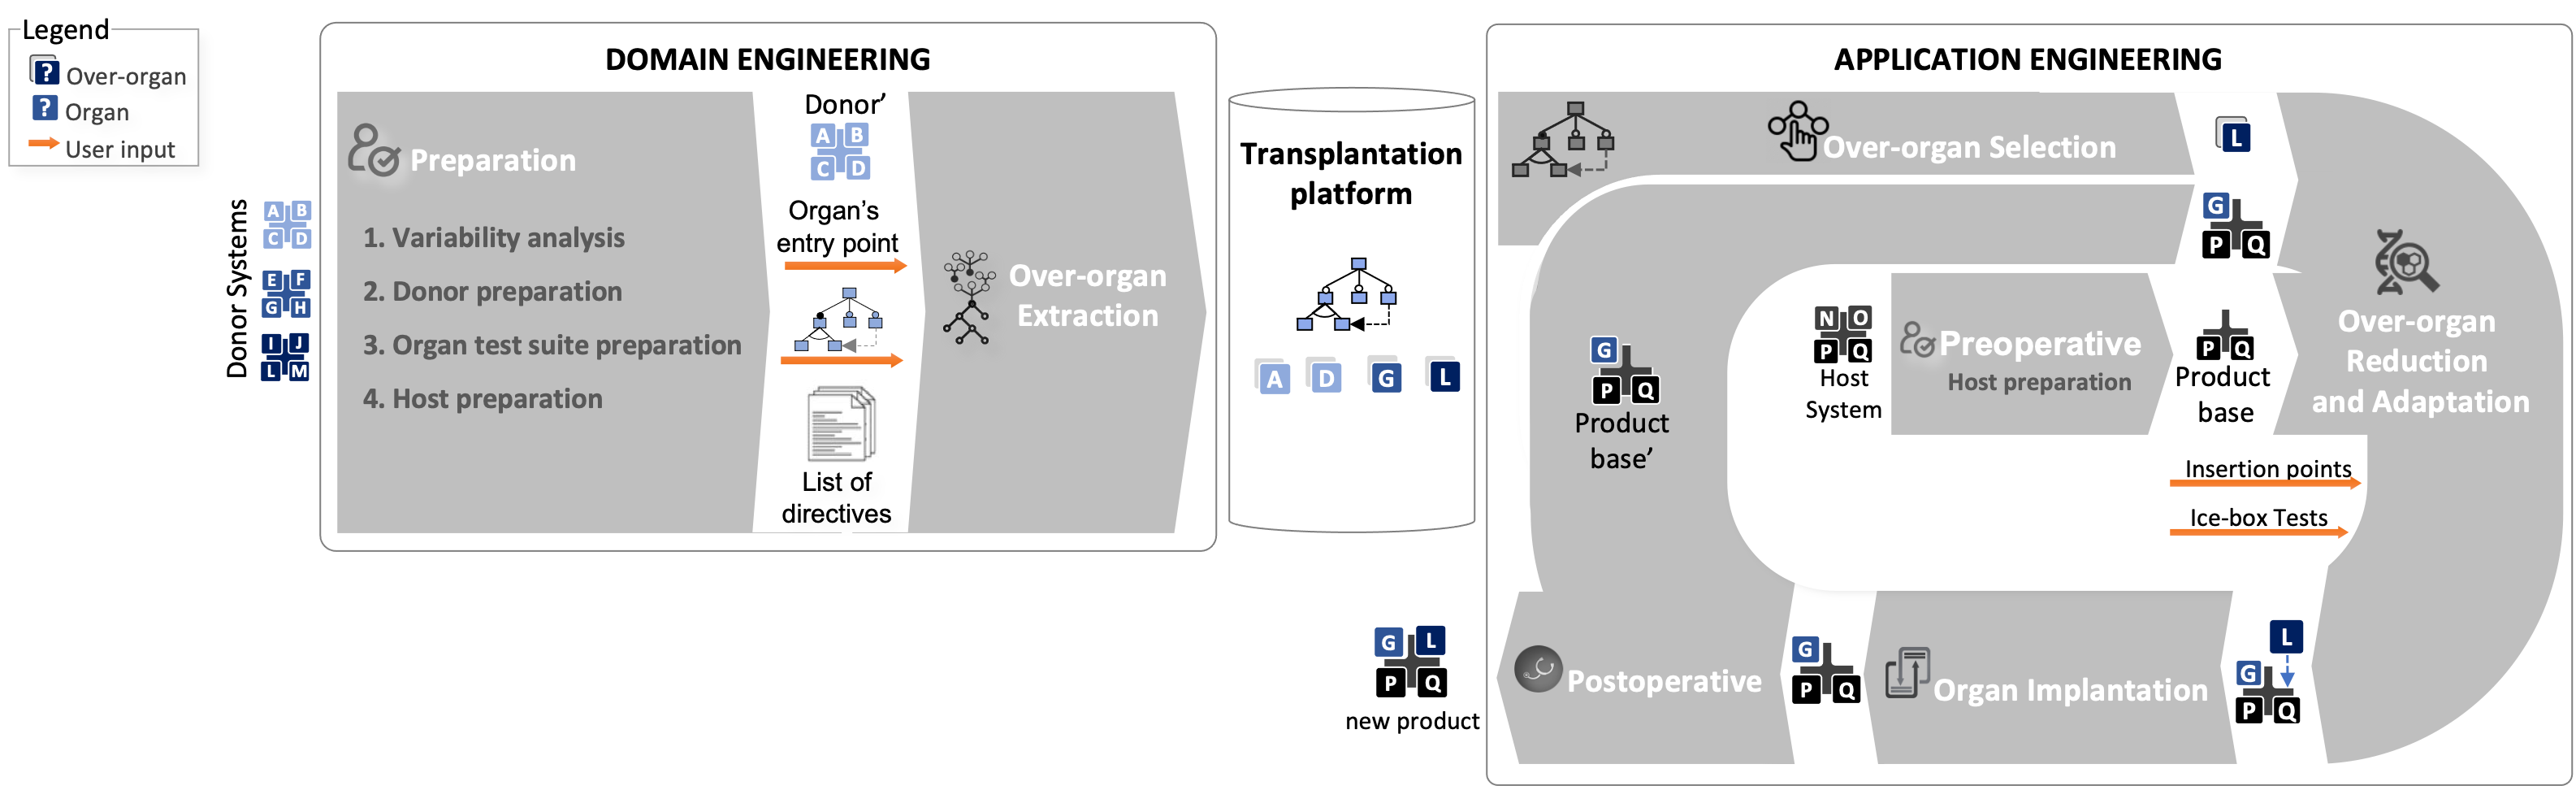 Legend
? Over-organ
? Organ
User input
Donor Systems
A B
C D
E F
G H
I J
L M
DOMAIN ENGINEERING
Preparation
1. Variability analysis
2. Donor preparation
3. Organ test suite preparation
4. Host preparation
Donor’
A B
C D
Organ’s
entry point
List of
directives
Over-organ
Extraction
Transplantation
platform
A D G L
APPLICATION ENGINEERING
Over-organ Selection
L
G
P Q
Over-organ
Reduction
and Adaptation
N O
P Q
Host
System
Preoperative
Host preparation
P Q
Product
base
Insertion points
Ice-box Tests
G
P Q
Product
base’
L
G
P Q
Organ Implantation
G
P Q
Postoperative
G L
P Q
new product